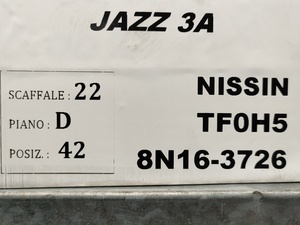 JAZZ 3A
SCAFFALE : 22
PIANO : D
POSIZ. : 42
NISSIN
TF0H5
8N16-3726